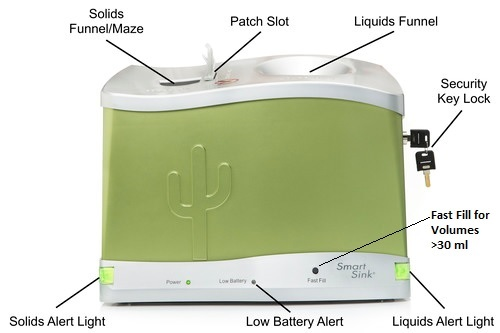 Solids
Funnel/Maze
Patch Slot
Liquids Funnel
Security
Key Lock
Fast Fill for
Volumes
>30 ml
Smart
Sink®
Power
Low Battery
Fast Fill
Solids Alert Light
Low Battery Alert
Liquids Alert Light